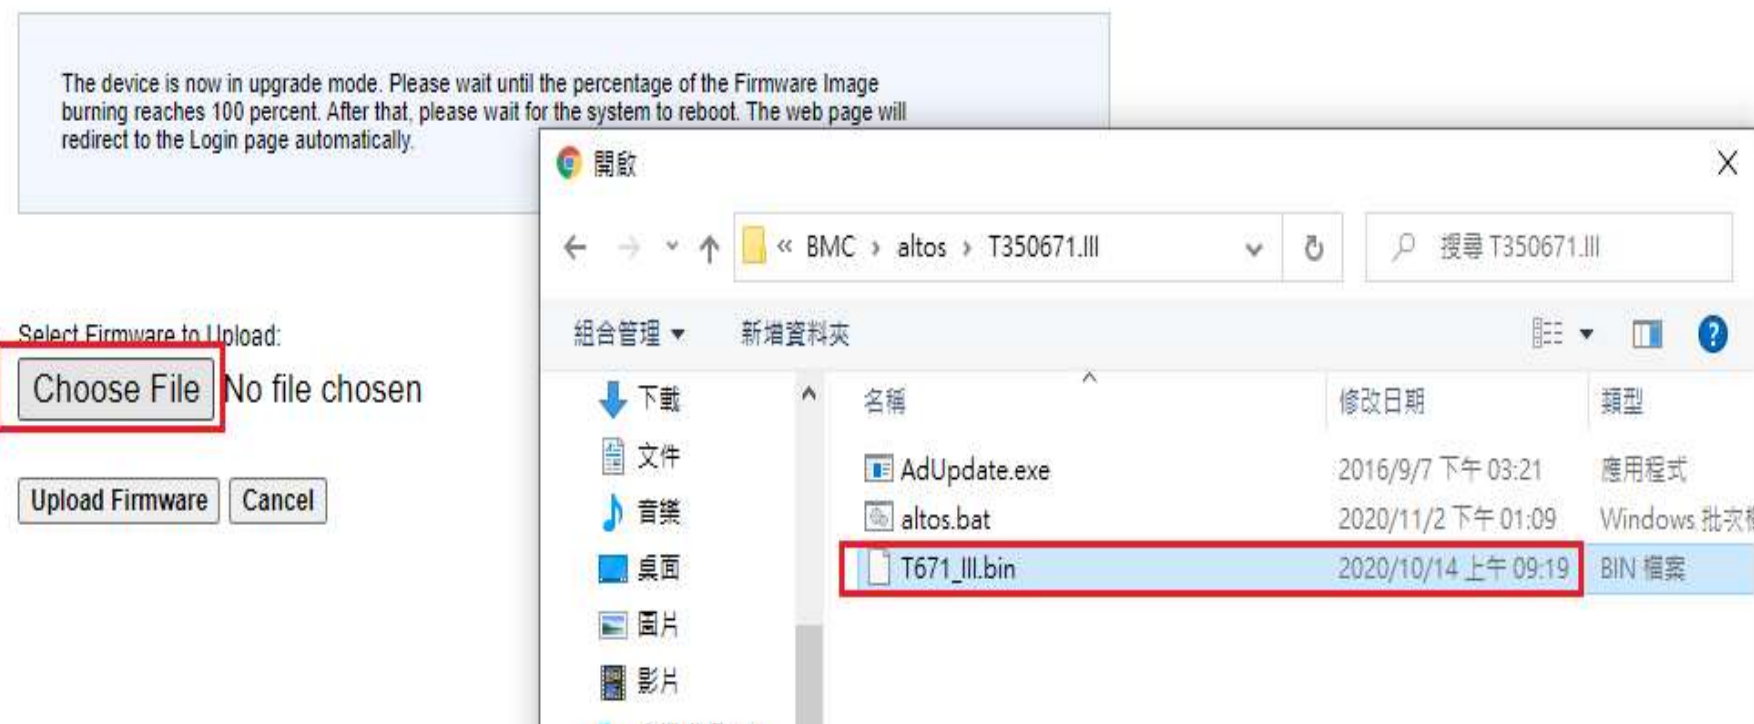 The device is now in upgrade mode. Please wait until the percentage of the Firmware Image
burning reaches 100 percent. After that, please wait for the system to reboot. The web page will
redirect to the Login page automatically.
開啟
« BMC › altos › T350671.III
搜尋 T350671.III
組合管理
新增資料夾
Select Firmware to Upload:
Choose File No file chosen
Upload Firmware Cancel
下載
文件
音樂
桌面
圖片
影片
名稱 修改日期 類型
AdUpdate.exe 2016/9/7 下午 03:21 應用程式
altos.bat 2020/11/2 下午 01:09 Windows 批次
T671_III.bin 2020/10/14 上午 09:19 BIN 檔案